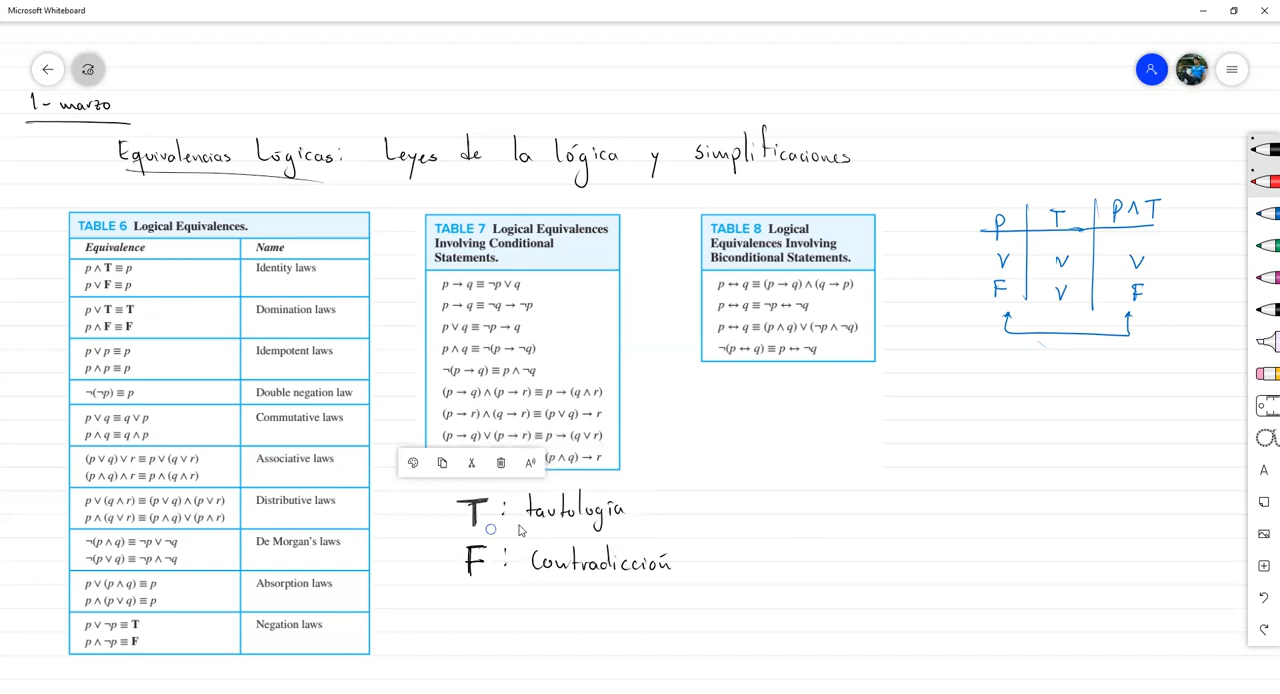 Microsoft Whiteboard
1- marzo
Equivalencias Lógicas: Leyes de la lógica y simplificaciones
TABLE 6 Logical Equivalences.
Equivalence Name
p ∧ T ≡ p Identity laws
p ∨ F ≡ p
p ∨ T ≡ T Domination laws
p ∧ F ≡ F
p ∨ p ≡ p Idempotent laws
p ∧ p ≡ p
¬(¬p) ≡ p Double negation law
p ∨ q ≡ q ∨ p Commutative laws
p ∧ q ≡ q ∧ p
(p ∨ q) ∨ r ≡ p ∨ (q ∨ r) Associative laws
(p ∧ q) ∧ r ≡ p ∧ (q ∧ r)
p ∨ (q ∧ r) ≡ (p ∨ q) ∧ (p ∨ r) Distributive laws
p ∧ (q ∨ r) ≡ (p ∧ q) ∨ (p ∧ r)
¬(p ∧ q) ≡ ¬p ∨ ¬q De Morgan's laws
¬(p ∨ q) ≡ ¬p ∧ ¬q
p ∨ (p ∧ q) ≡ p Absorption laws
p ∧ (p ∨ q) ≡ p
p ∨ ¬p ≡ T Negation laws
p ∧ ¬p ≡ F
TABLE 7 Logical Equivalences
Involving Conditional
Statements.
p → q ≡ ¬p ∨ q
p → q ≡ ¬q → ¬p
p ∨ q ≡ ¬p → q
p ∧ q ≡ ¬(p → ¬q)
¬(p → q) ≡ p ∧ ¬q
(p → q) ∧ (p → r) ≡ p → (q ∧ r)
(p → r) ∧ (q → r) ≡ (p ∨ q) → r
(p → q) ∨ (p → r) ≡ p → (q ∨ r)
(p ∧ q) → r
T : tautología
F : contradicción
TABLE 8 Logical
Equivalences Involving
Biconditional Statements.
p ↔ q ≡ (p → q) ∧ (q → p)
p ↔ q ≡ ¬p ↔ ¬q
p ↔ q ≡ (p ∧ q) ∨ (¬p ∧ ¬q)
¬(p ↔ q) ≡ p ↔ ¬q
P T P ∧ T
V V V
F V F